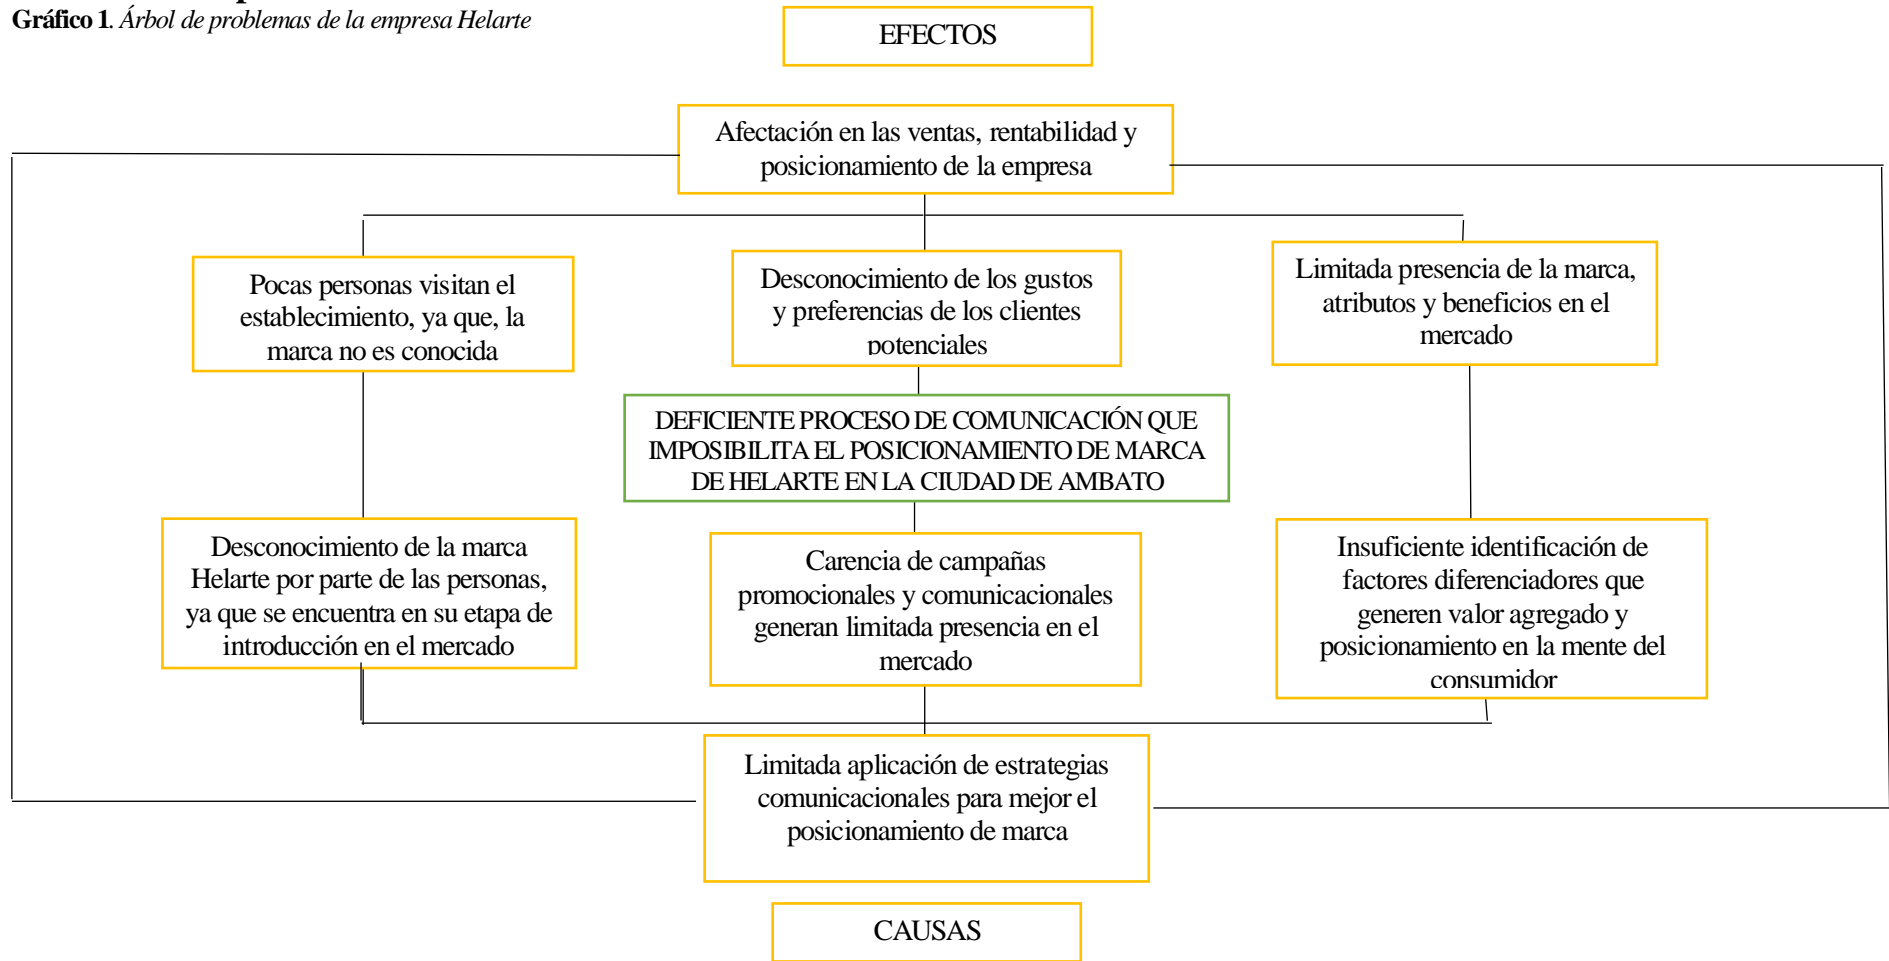 Gráfico 1. Árbol de problemas de la empresa Helarte
EFECTOS
Afectación en las ventas, rentabilidad y
posicionamiento de la empresa
Pocas personas visitan el
establecimiento, ya que, la
marca no es conocida
Desconocimiento de los gustos
y preferencias de los clientes
potenciales
Limitada presencia de la marca,
atributos y beneficios en el
mercado
DEFICIENTE PROCESO DE COMUNICACIÓN QUE
IMPOSIBILITA EL POSICIONAMIENTO DE MARCA
DE HELARTE EN LA CIUDAD DE AMBATO
Desconocimiento de la marca
Helarte por parte de las personas,
ya que se encuentra en su etapa de
introducción en el mercado
Carencia de campañas
promocionales y comunicacionales
generan limitada presencia en el
mercado
Insuficiente identificación de
factores diferenciadores que
generen valor agregado y
posicionamiento en la mente del
consumidor
Limitada aplicación de estrategias
comunicacionales para mejor el
posicionamiento de marca
CAUSAS